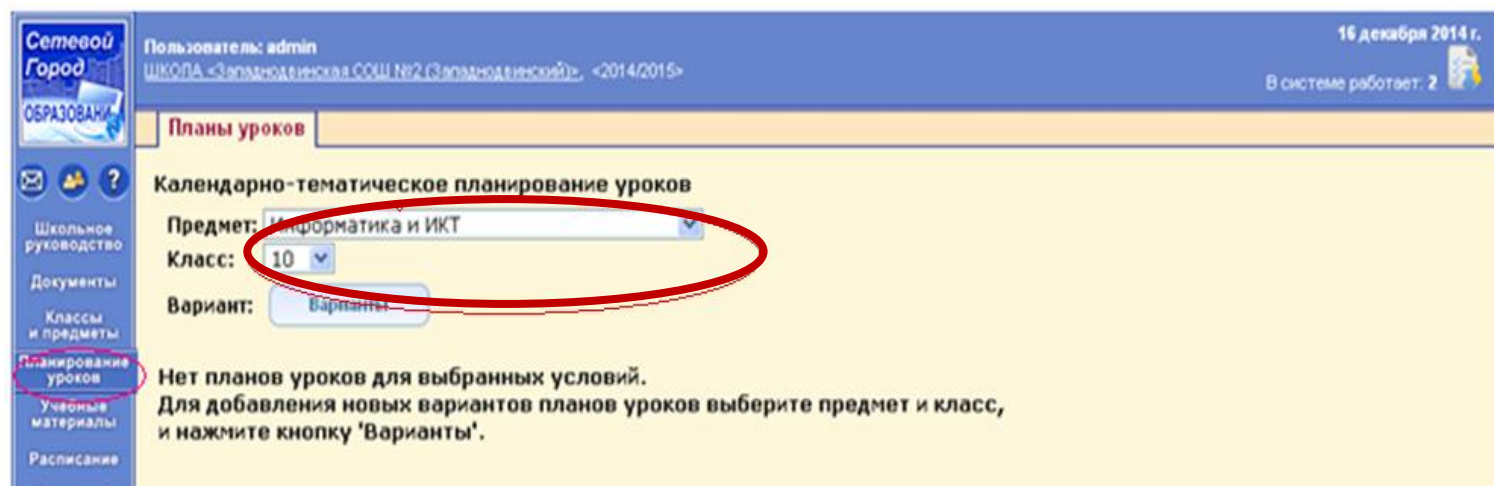 Сетевой
Город
ОБРАЗОВАНИ
Пользователь: admin
ШКОЛА <Западнодвинская СОШ №2 (Западнодвинский)>, <2014/2015>
16 декабря 2014 г.
В системе работает: 2
Планы уроков
?
Школьное
руководство
Документы
Классы
и предметы
Планирование
уроков
Учебные
материалы
Расписание
Календарно-тематическое планирование уроков
Предмет: Информатика и ИКТ
Класс: 10
Вариант: Варианты
Нет планов уроков для выбранных условий.
Для добавления новых вариантов планов уроков выберите предмет и класс,
и нажмите кнопку 'Варианты'.